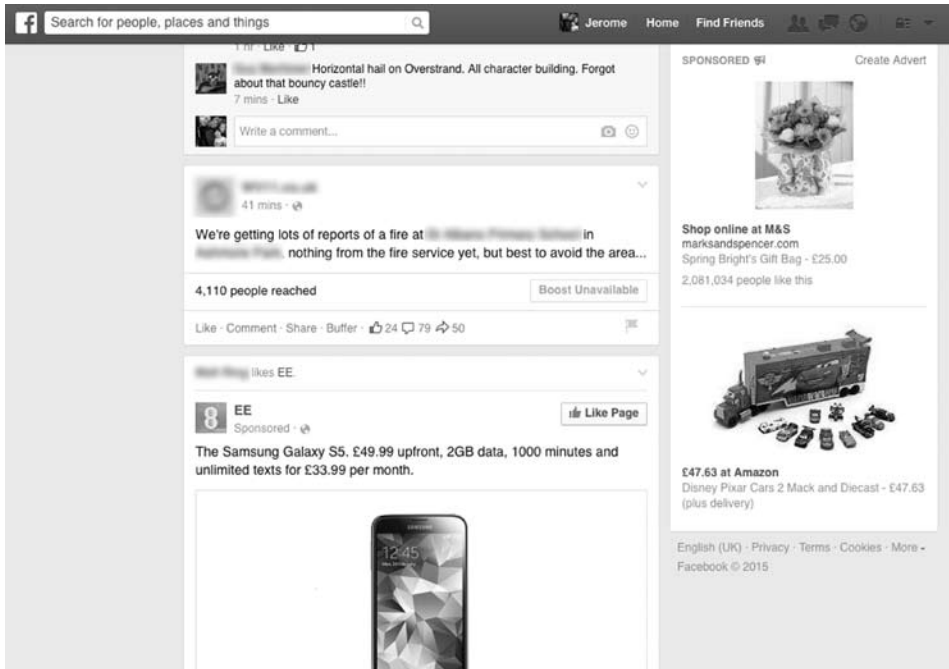 f
Search for people, places and things
Jerome Home Find Friends
1 hr · Like · 1
Horizontal hail on Overstrand. All character building. Forgot
about that bouncy castle!!
7 mins · Like
Write a comment...
41 mins ·
We're getting lots of reports of a fire at in
nothing from the fire service yet, but best to avoid the area...
4,110 people reached
Boost Unavailable
Like · Comment · Share · Buffer · 24 79 50
likes EE.
8
EE
Sponsored ·
Like Page
The Samsung Galaxy S5. £49.99 upfront, 2GB data, 1000 minutes and
unlimited texts for £33.99 per month.
SAMSUNG
12:45
SPONSORED
Create Advert
Shop online at M&S
marksandspencer.com
Spring Bright's Gift Bag - £25.00
2,081,034 people like this
£47.63 at Amazon
Disney Pixar Cars 2 Mack and Diecast - £47.63
(plus delivery)
English (UK) · Privacy · Terms · Cookies · More
Facebook © 2015